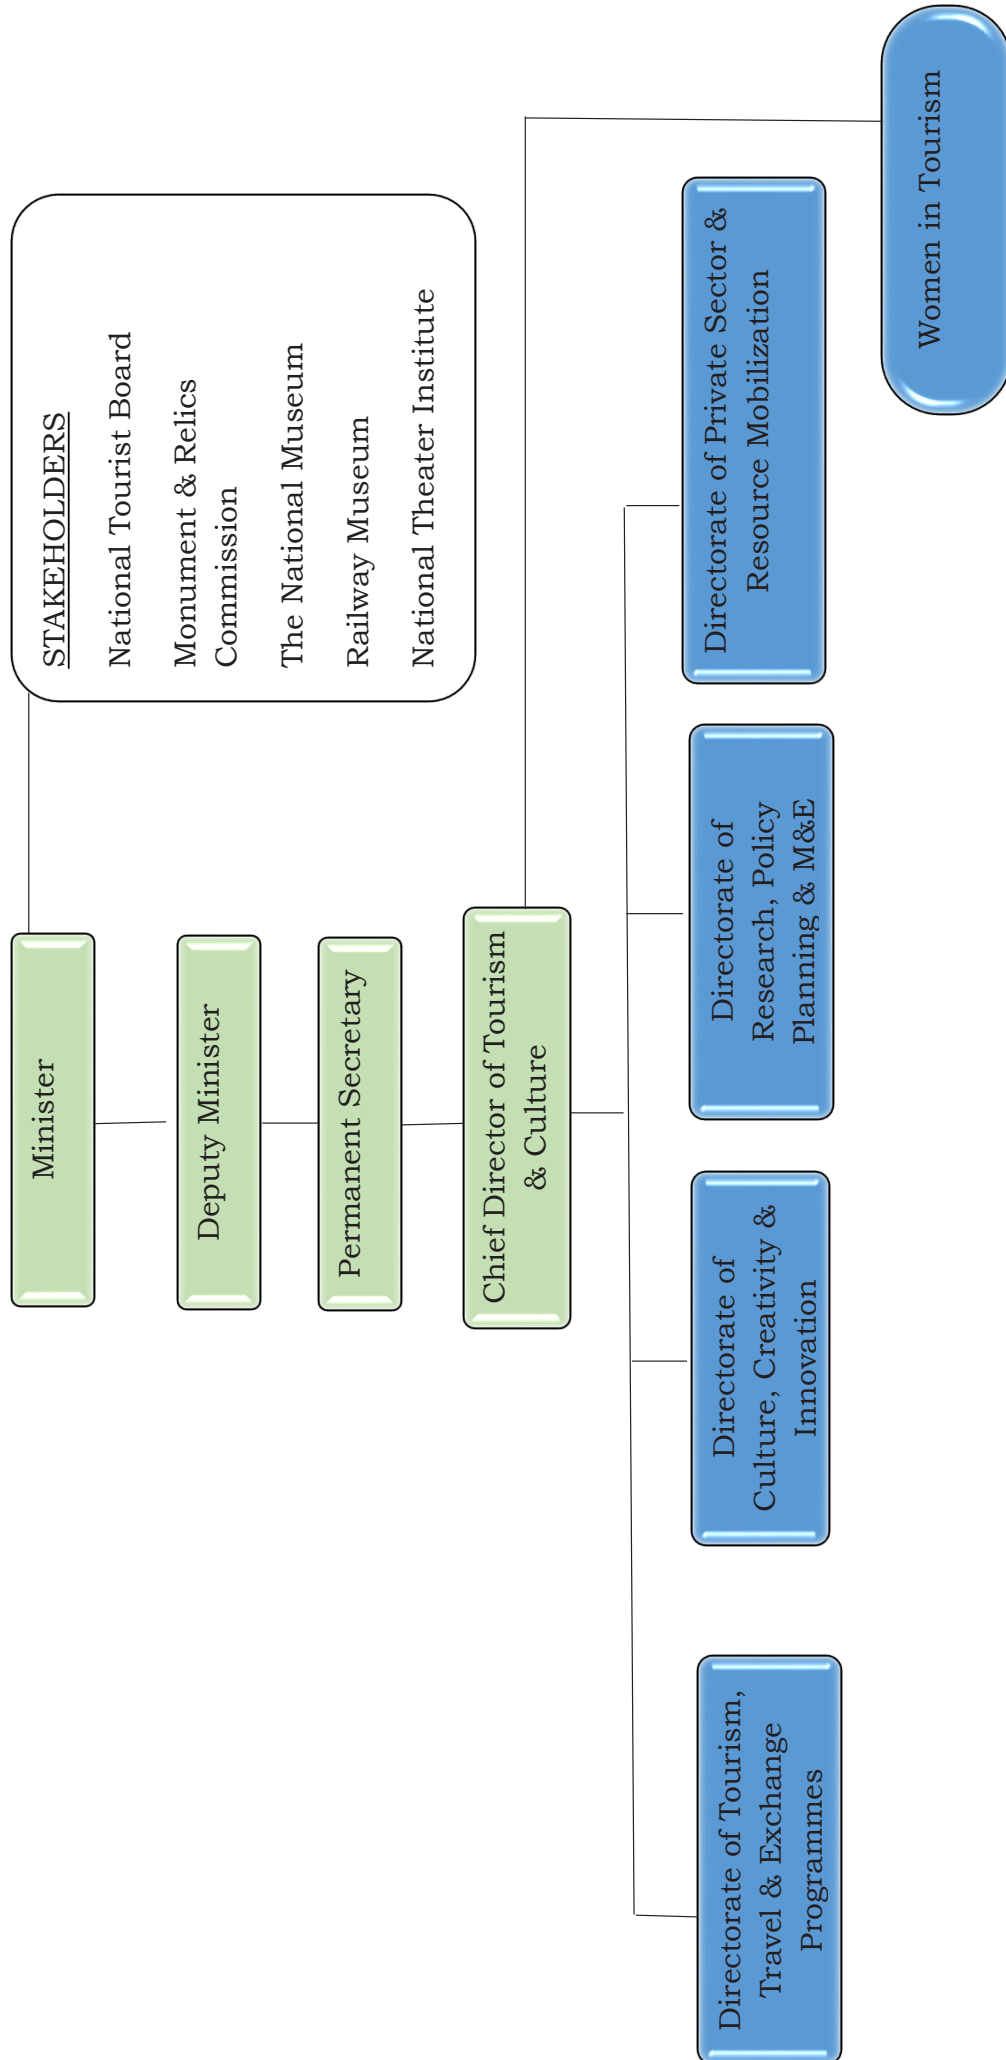 Minister
STAKEHOLDERS
National Tourist Board
Monument & Relics
Commission
The National Museum
Railway Museum
National Theater Institute
Deputy Minister
Permanent Secretary
Chief Director of Tourism
& Culture
Directorate of Tourism,
Travel & Exchange
Programmes
Directorate of
Culture, Creativity &
Innovation
Directorate of
Research, Policy
Planning & M&E
Directorate of Private Sector &
Resource Mobilization
Women in Tourism